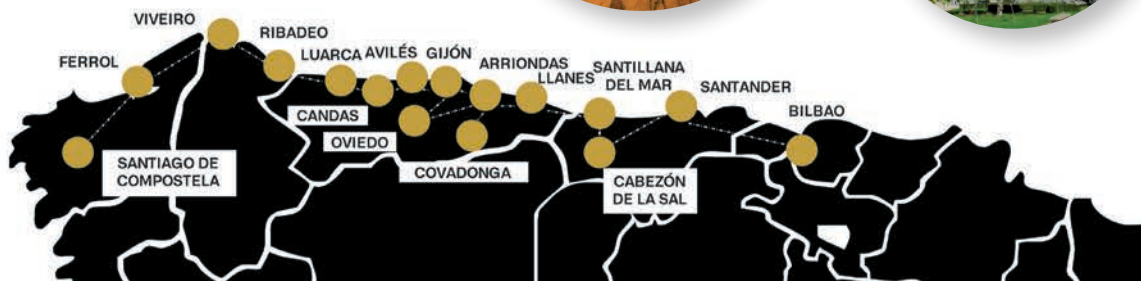 VIVEIRO
RIBADEO
FERROL
LUARCA
AVILÉS
GIJÓN
ARRIONDAS
LLANES
SANTILLANA
DEL MAR
SANTANDER
BILBAO
CANDAS
OVIEDO
COVADONGA
SANTIAGO DE
COMPOSTELA
CABEZÓN
DE LA SAL